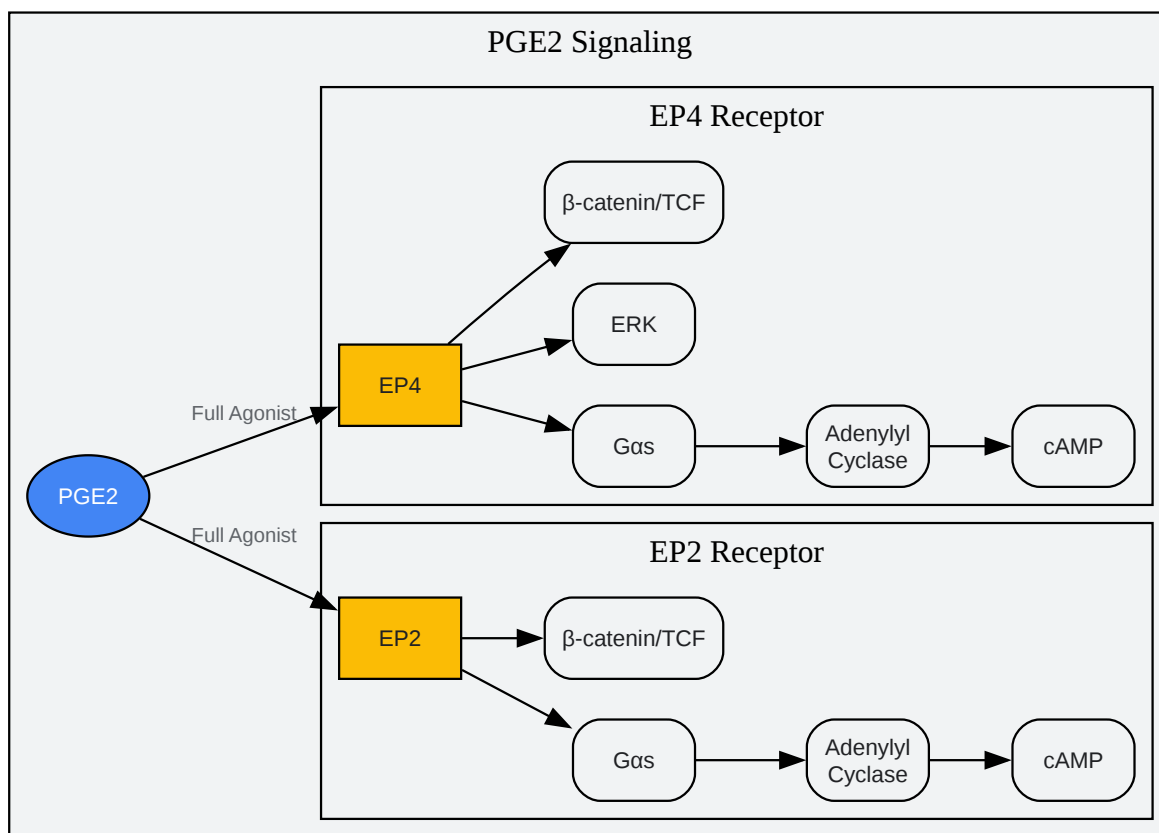 PGE2 Signaling
EP4 Receptor
β-catenin/TCF
ERK
EP4
Full Agonist
Gαs
Adenylyl
Cyclase
cAMP
PGE2
Full Agonist
EP2 Receptor
EP2
β-catenin/TCF
Gαs
Adenylyl
Cyclase
cAMP